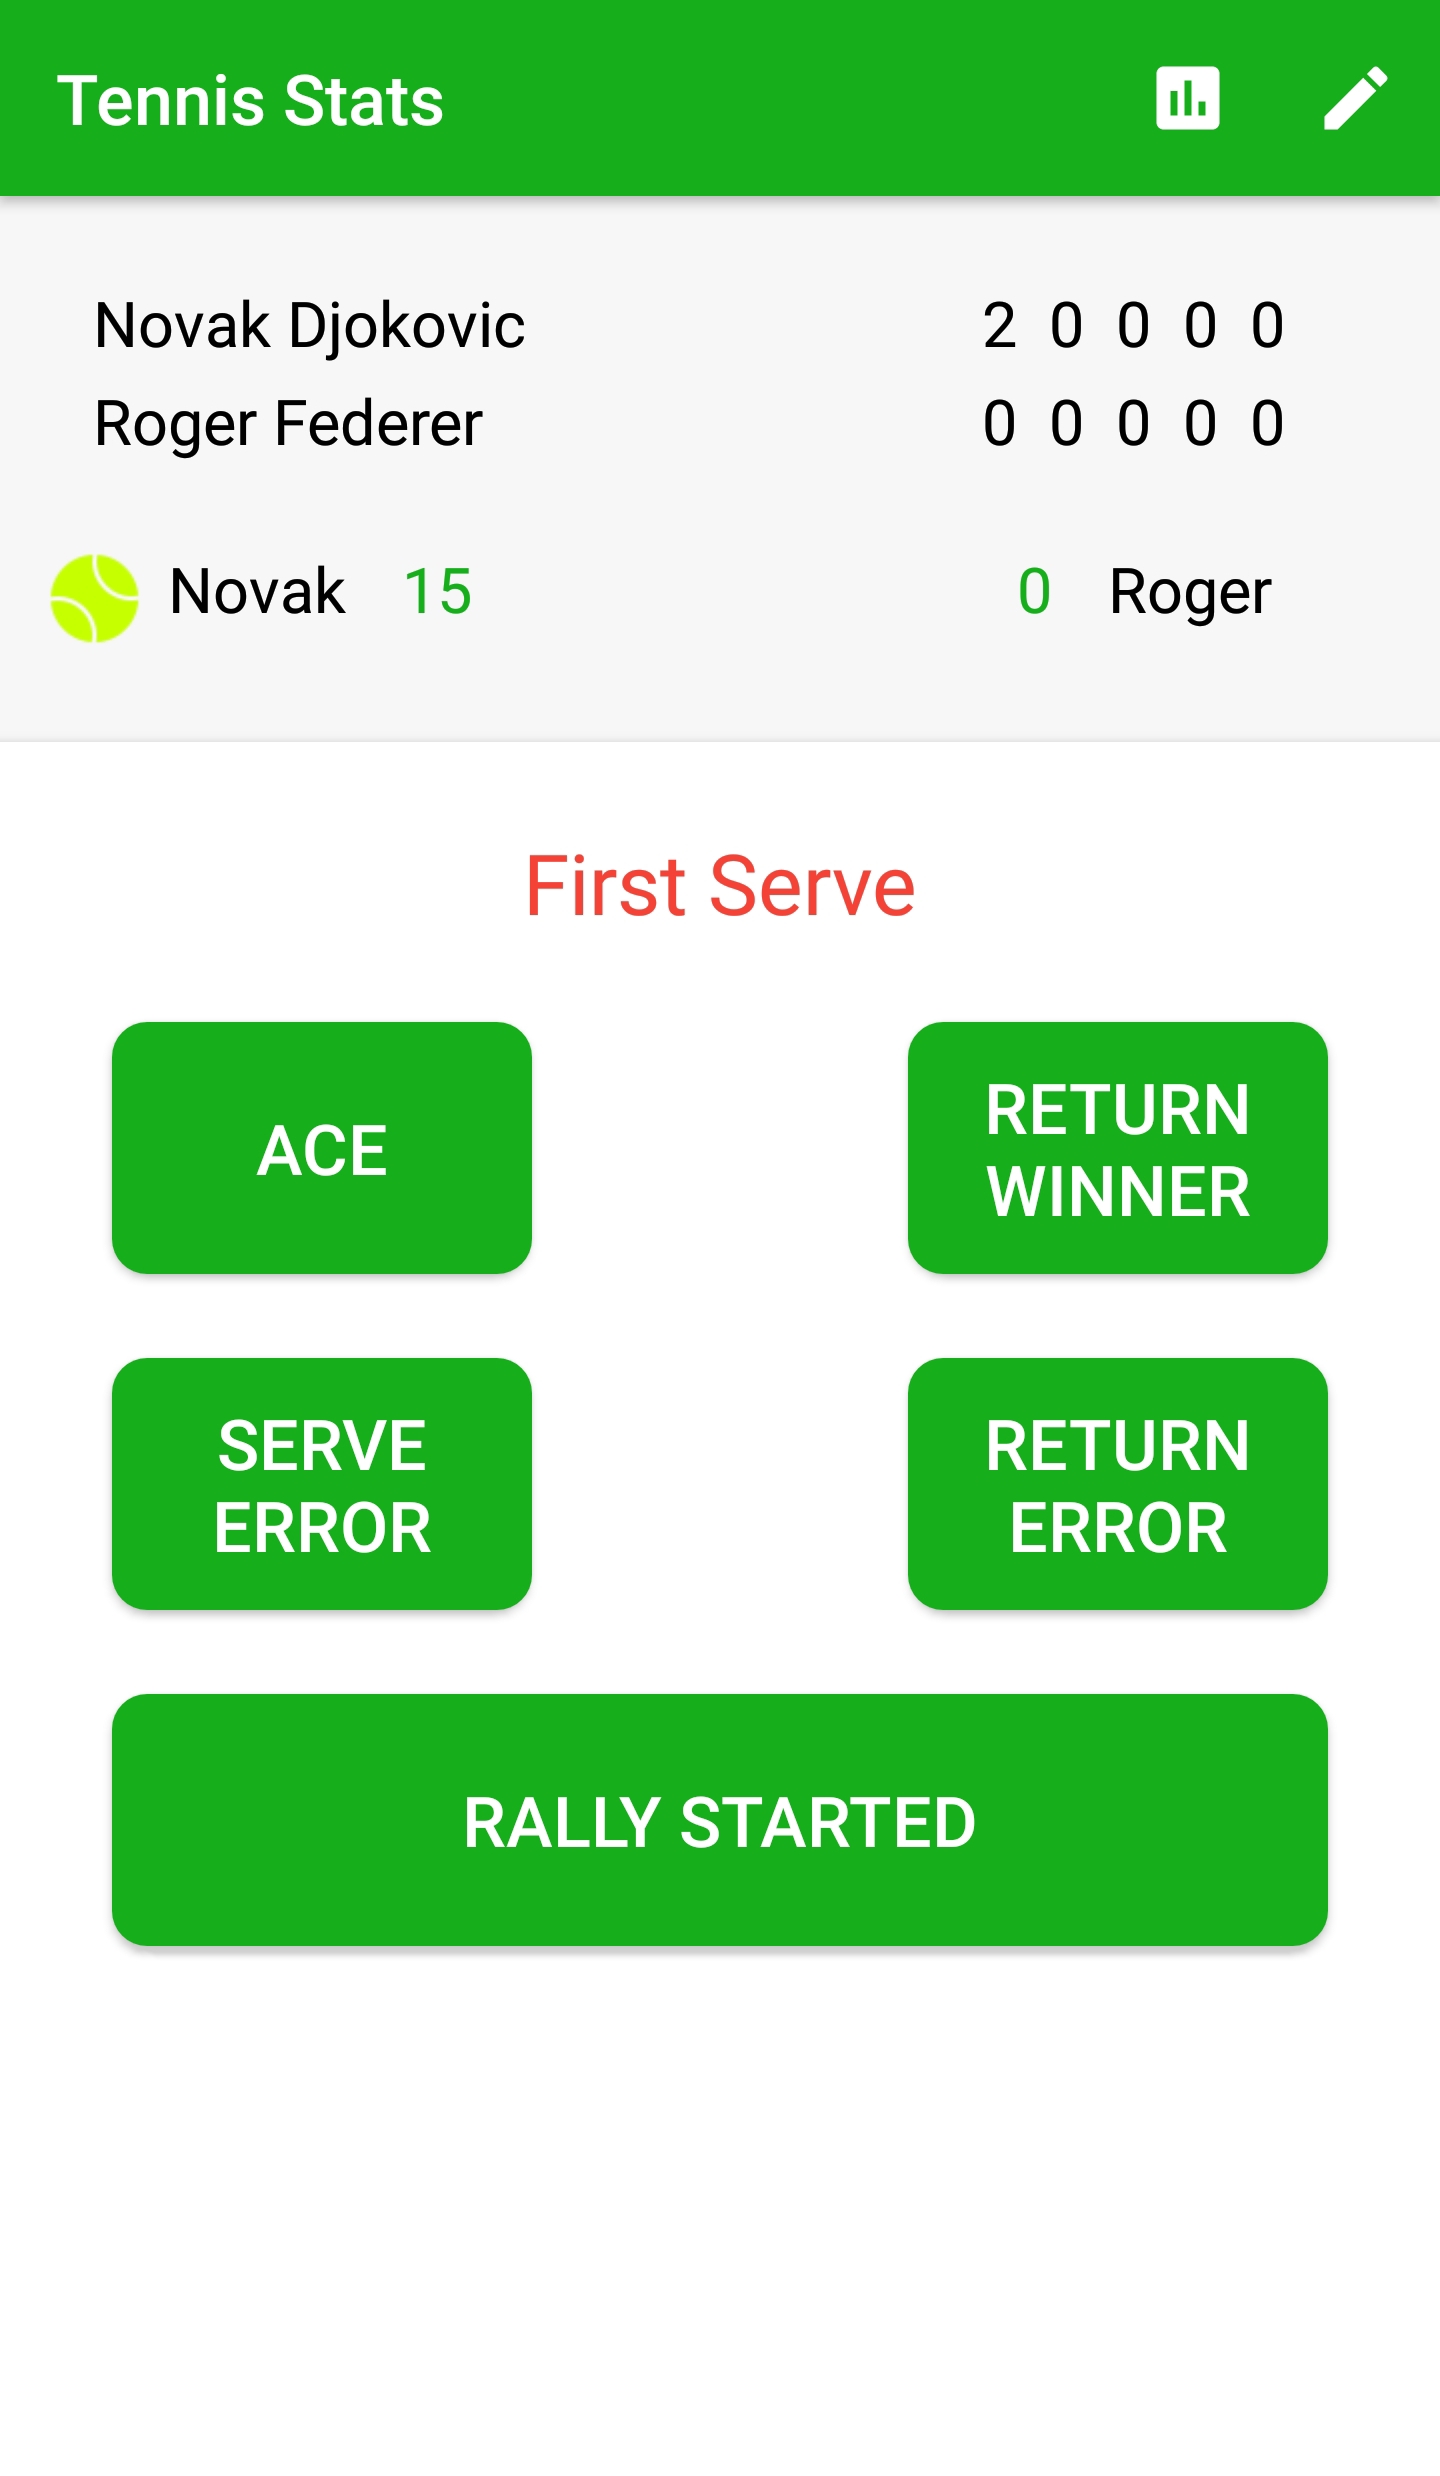 Tennis Stats
Novak Djokovic 2 0 0 0 0
Roger Federer 0 0 0 0 0
Novak 15 0 Roger
First Serve
ACE
RETURN
WINNER
SERVE
ERROR
RETURN
ERROR
RALLY STARTED